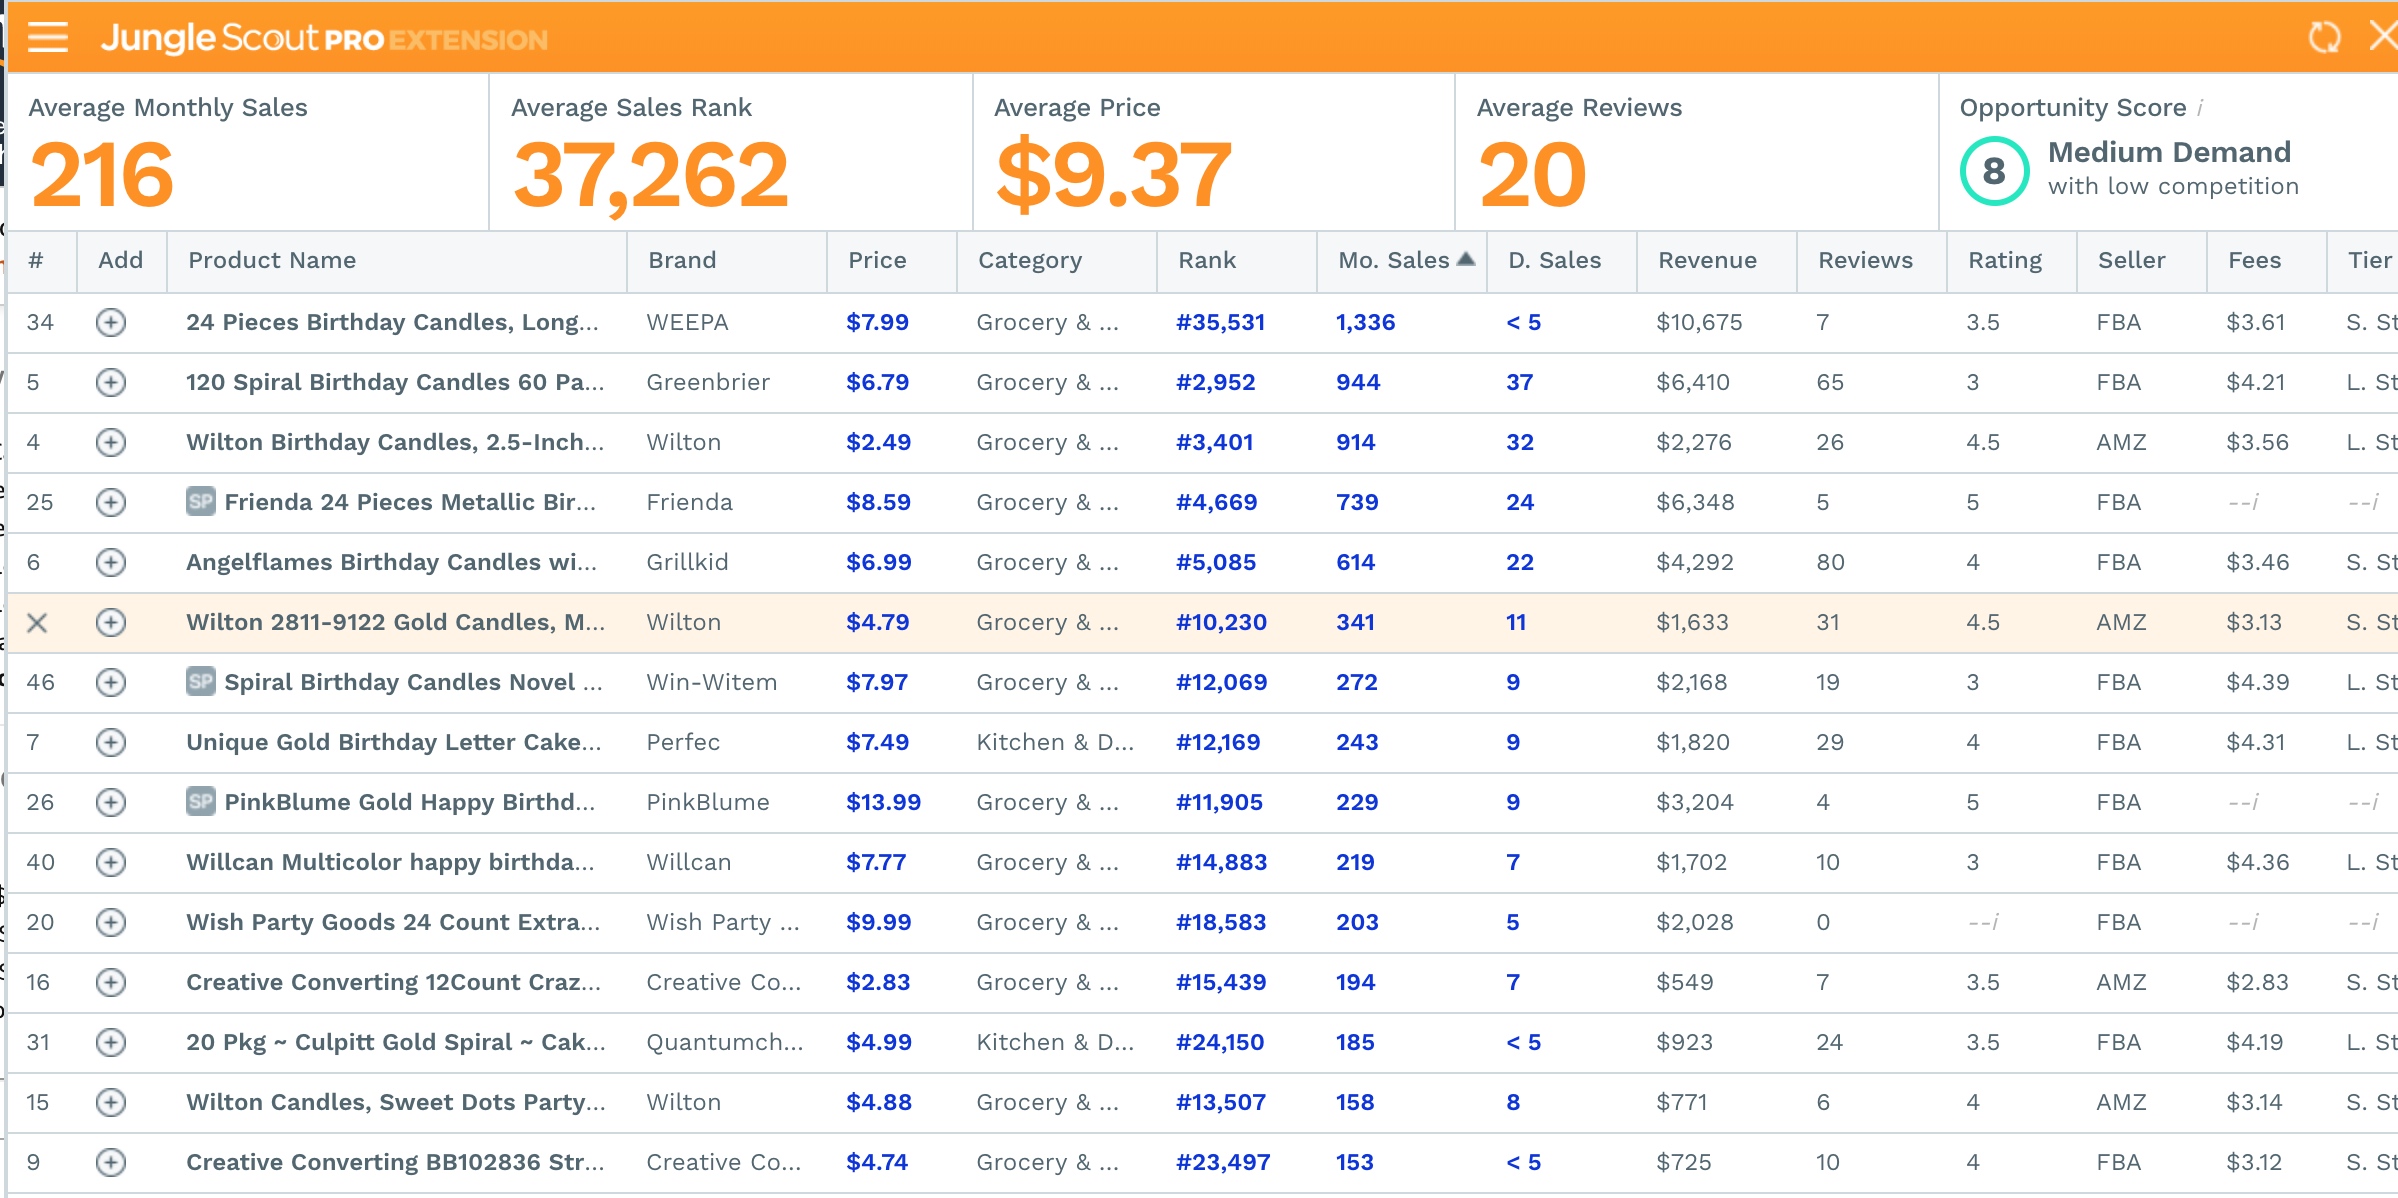 Jungle Scout PRO EXTENSION
Average Monthly Sales Average Sales Rank Average Price Average Reviews Opportunity Score i
216 37,262 $9.37 20 8 Medium Demand
with low competition
# Add Product Name Brand Price Category Rank Mo. Sales D. Sales Revenue Reviews Rating Seller Fees Tier
34 24 Pieces Birthday Candles, Long... WEEPA $7.99 Grocery & ... #35,531 1,336 < 5 $10,675 7 3.5 FBA $3.61 S. St
5 120 Spiral Birthday Candles 60 Pa... Greenbrier $6.79 Grocery & ... #2,952 944 37 $6,410 65 3 FBA $4.21 L. St
4 Wilton Birthday Candles, 2.5-Inch... Wilton $2.49 Grocery & ... #3,401 914 32 $2,276 26 4.5 AMZ $3.56 L. St
25 SP Frienda 24 Pieces Metallic Bir... Frienda $8.59 Grocery & ... #4,669 739 24 $6,348 5 5 FBA --i --i
6 Angelflames Birthday Candles wi... Grillkid $6.99 Grocery & ... #5,085 614 22 $4,292 80 4 FBA $3.46 S. St
Wilton 2811-9122 Gold Candles, M... Wilton $4.79 Grocery & ... #10,230 341 11 $1,633 31 4.5 AMZ $3.13 S. St
46 SP Spiral Birthday Candles Novel ... Win-Witem $7.97 Grocery & ... #12,069 272 9 $2,168 19 3 FBA $4.39 L. St
7 Unique Gold Birthday Letter Cake... Perfec $7.49 Kitchen & D... #12,169 243 9 $1,820 29 4 FBA $4.31 L. St
26 SP PinkBlume Gold Happy Birthd... PinkBlume $13.99 Grocery & ... #11,905 229 9 $3,204 4 5 FBA --i --i
40 Willcan Multicolor happy birthda... Willcan $7.77 Grocery & ... #14,883 219 7 $1,702 10 3 FBA $4.36 L. St
20 Wish Party Goods 24 Count Extra... Wish Party ... $9.99 Grocery & ... #18,583 203 5 $2,028 0 --i FBA --i --i
16 Creative Converting 12Count Craz... Creative Co... $2.83 Grocery & ... #15,439 194 7 $549 7 3.5 AMZ $2.83 S. St
31 20 Pkg ~ Culpitt Gold Spiral ~ Cak... Quantumch... $4.99 Kitchen & D... #24,150 185 < 5 $923 24 3.5 FBA $4.19 L. St
15 Wilton Candles, Sweet Dots Party... Wilton $4.88 Grocery & ... #13,507 158 8 $771 6 4 AMZ $3.14 S. St
9 Creative Converting BB102836 Str... Creative Co... $4.74 Grocery & ... #23,497 153 < 5 $725 10 4 FBA $3.12 S. St